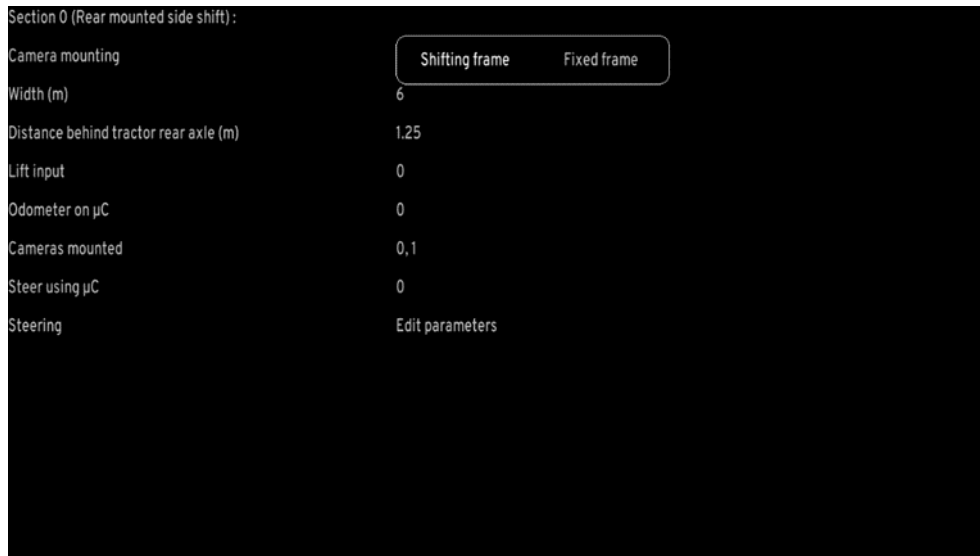 Section 0 (Rear mounted side shift) :
Camera mounting Shifting frame Fixed frame
Width (m) 6
Distance behind tractor rear axle (m) 1.25
Lift input 0
Odometer on µC 0
Cameras mounted 0, 1
Steer using µC 0
Steering Edit parameters